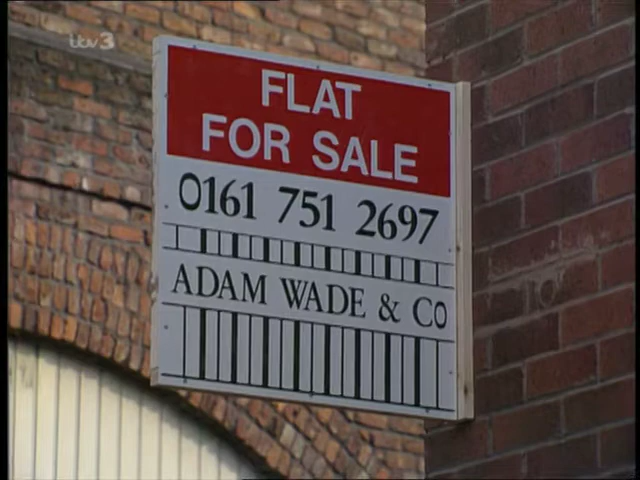 itv3
FLAT
FOR SALE
0161 751 2697
ADAM WADE & CO